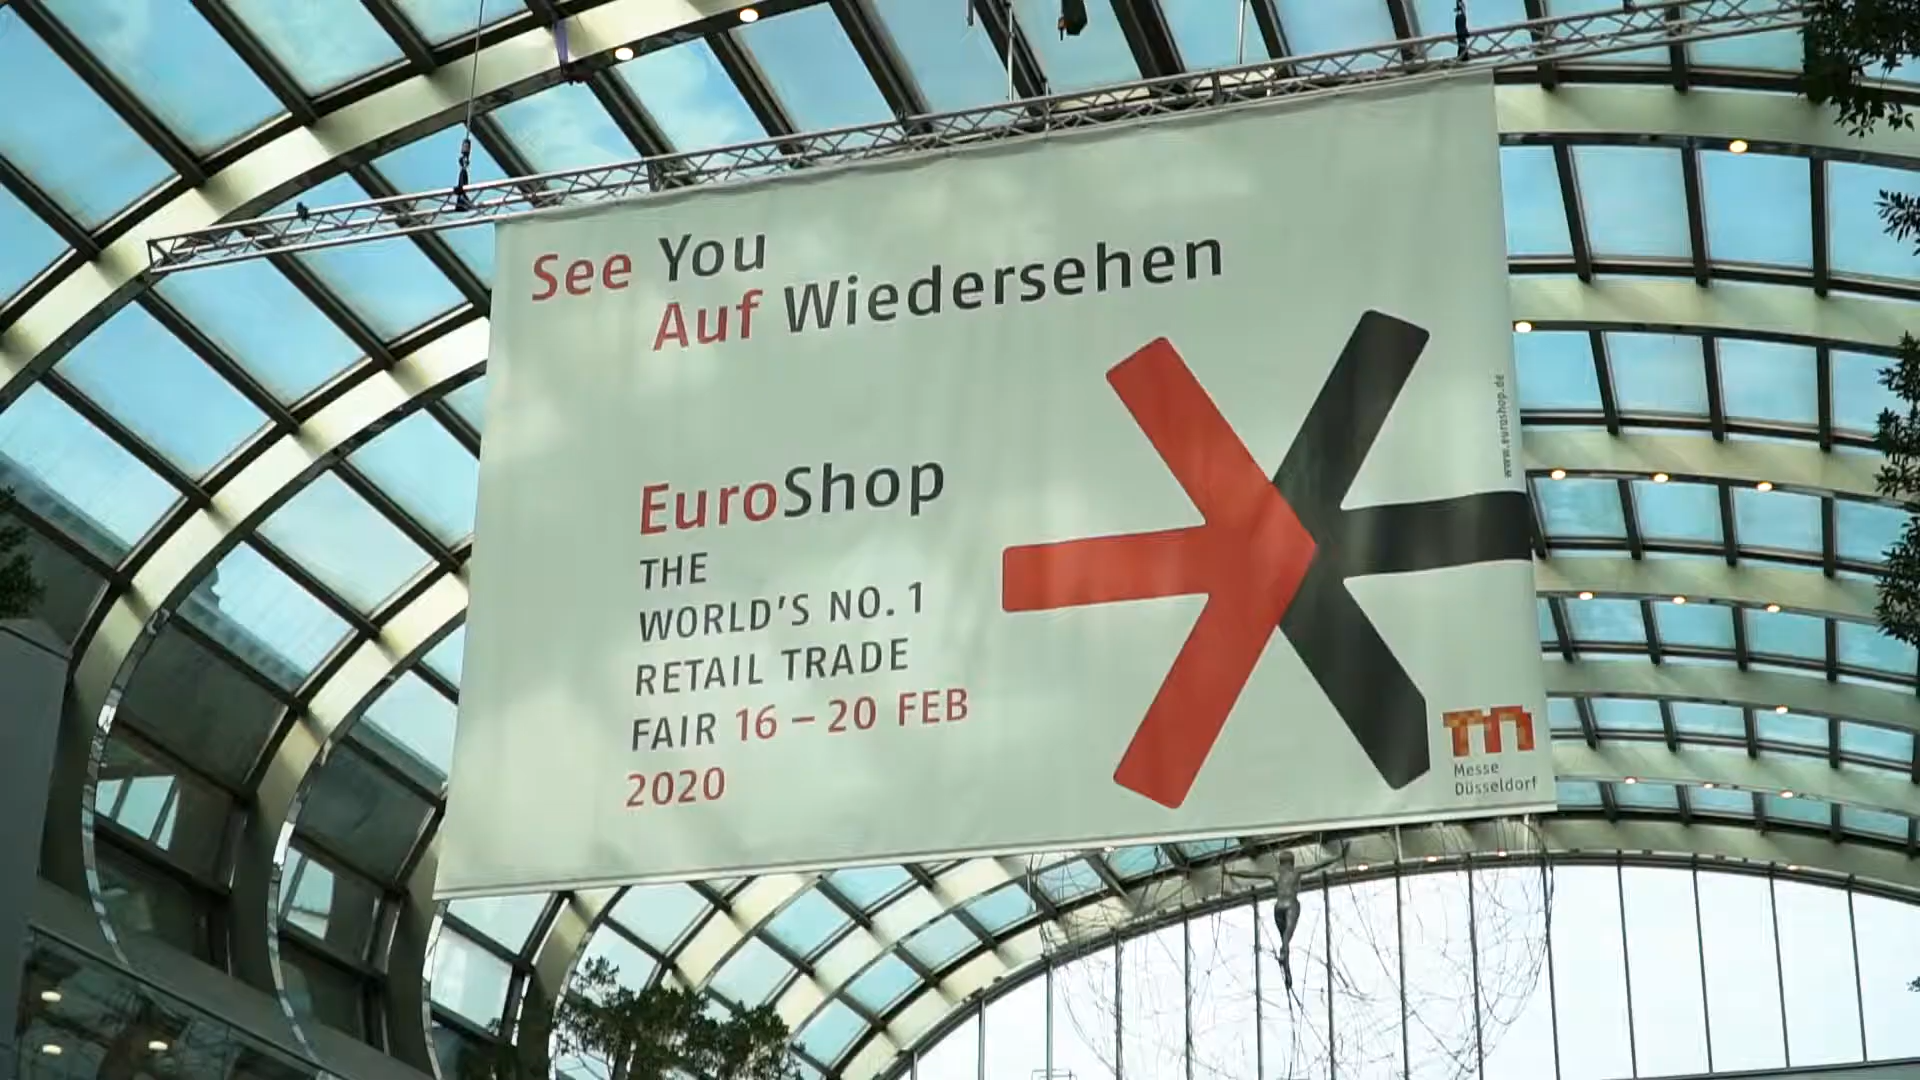 See You
Auf Wiedersehen
EuroShop
THE
WORLD'S NO. 1
RETAIL TRADE
FAIR 16 – 20 FEB
2020
www.euroshop.de
Messe
Düsseldorf